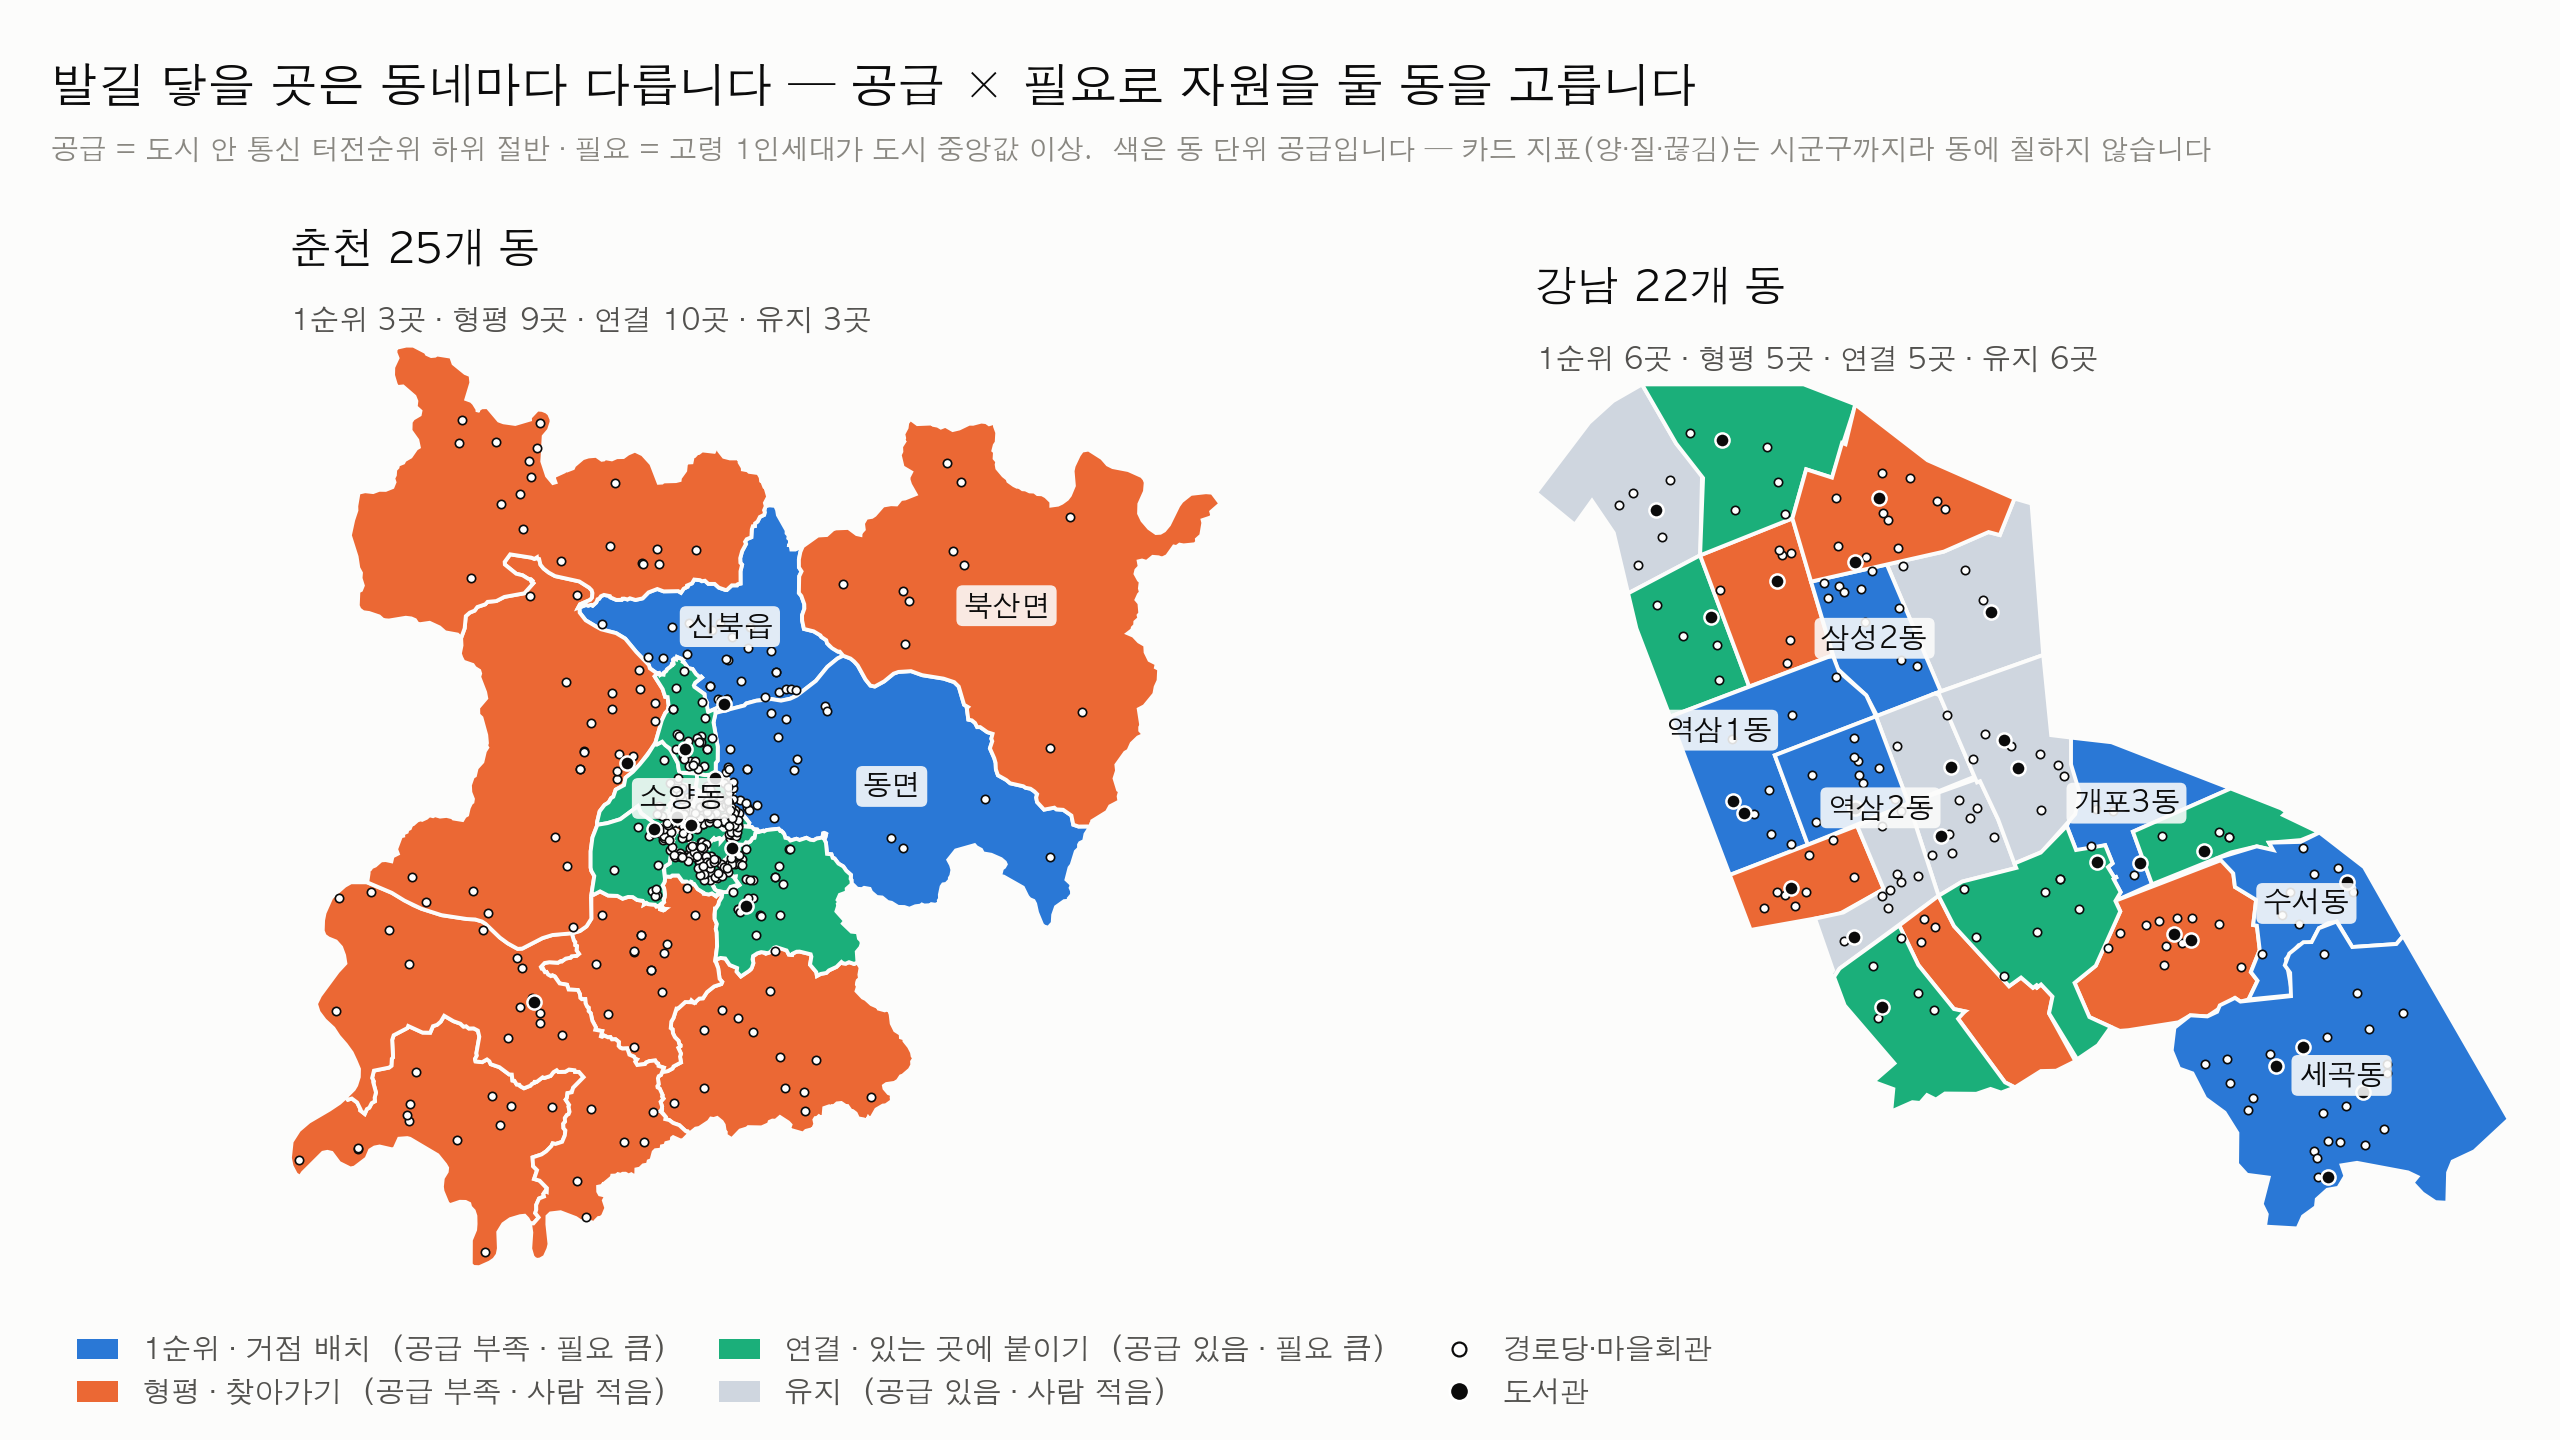 발길 닿을 곳은 동네마다 다릅니다 — 공급 × 필요로 자원을 둘 동을 고릅니다
공급 = 도시 안 통신 터전순위 하위 절반 · 필요 = 고령 1인세대가 도시 중앙값 이상. 색은 동 단위 공급입니다 — 카드 지표(양·질·끊김)는 시군구까지라 동에 칠하지 않습니다
춘천 25개 동
1순위 3곳 · 형평 9곳 · 연결 10곳 · 유지 3곳
신북읍
북산면
소양동
동면
강남 22개 동
1순위 6곳 · 형평 5곳 · 연결 5곳 · 유지 6곳
삼성2동
역삼1동
역삼2동
개포3동
수서동
세곡동
1순위 · 거점 배치 (공급 부족 · 필요 큼)
형평 · 찾아가기 (공급 부족 · 사람 적음)
연결 · 있는 곳에 붙이기 (공급 있음 · 필요 큼)
유지 (공급 있음 · 사람 적음)
경로당·마을회관
도서관